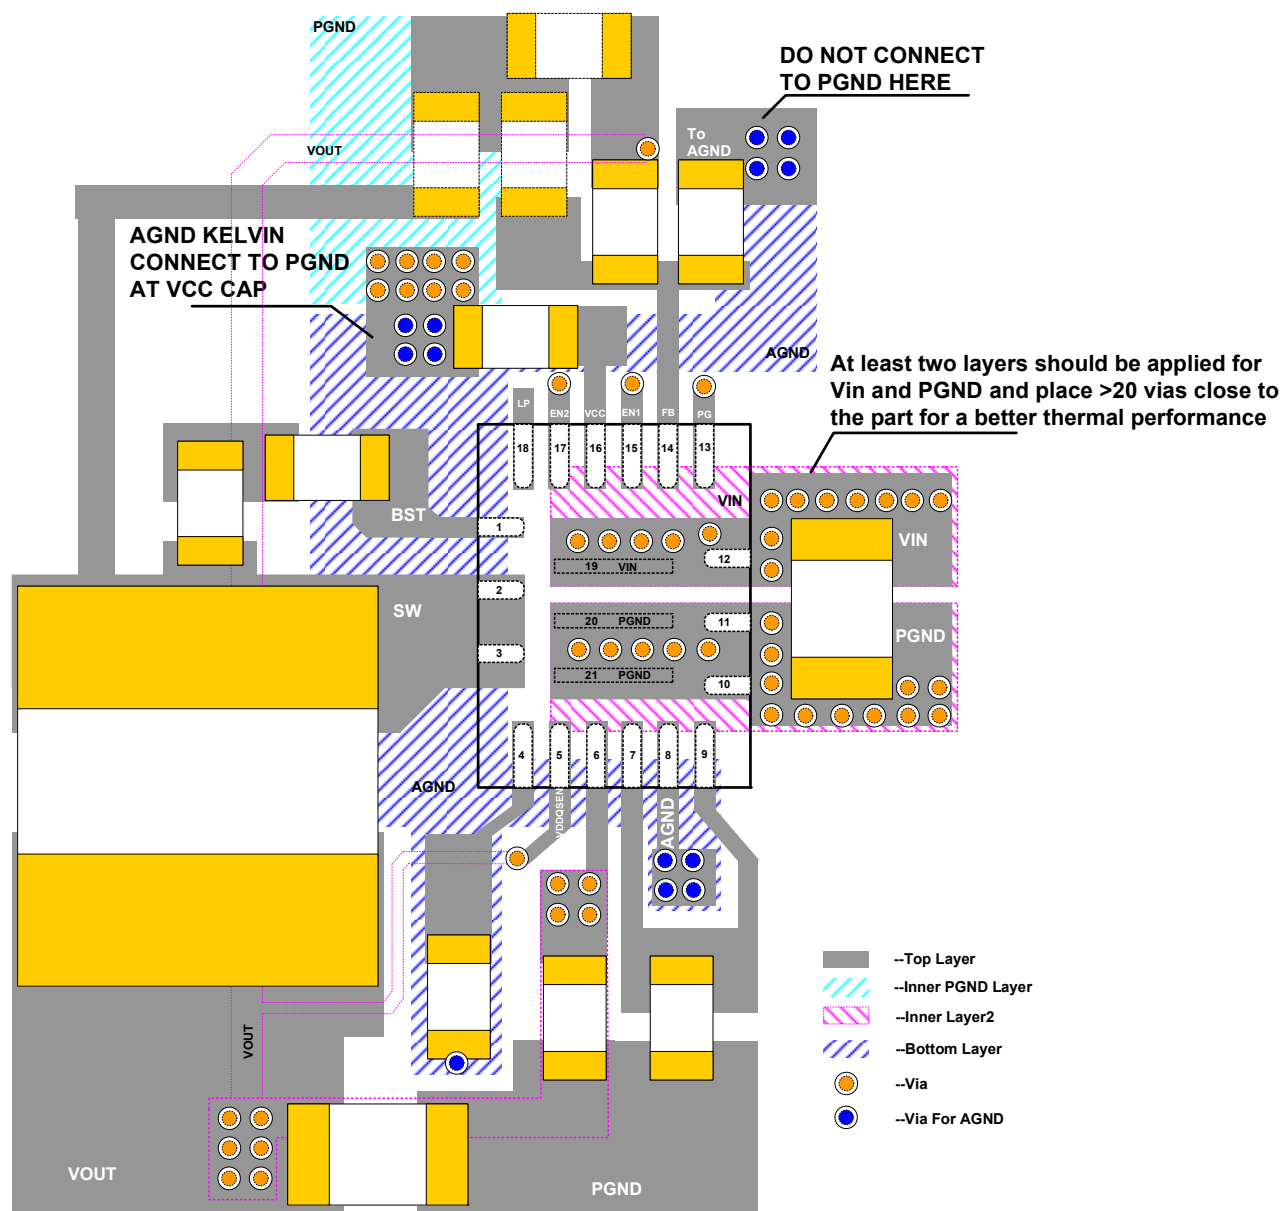 PGND
DO NOT CONNECT
TO PGND HERE
To
AGND
VOUT
AGND KELVIN
CONNECT TO PGND
AT VCC CAP
AGND
At least two layers should be applied for
Vin and PGND and place >20 vias close to
the part for a better thermal performance
LP
EN2
VCC
EN1
FB
PG
18
17
16
15
14
13
VIN
BST
1
VIN
12
19 VIN
2
SW
20 PGND
11
PGND
3
21 PGND
10
4
5
6
7
8
9
AGND
VDDQSEN
AGND
--Top Layer
--Inner PGND Layer
--Inner Layer2
--Bottom Layer
--Via
--Via For AGND
VOUT
VOUT
PGND